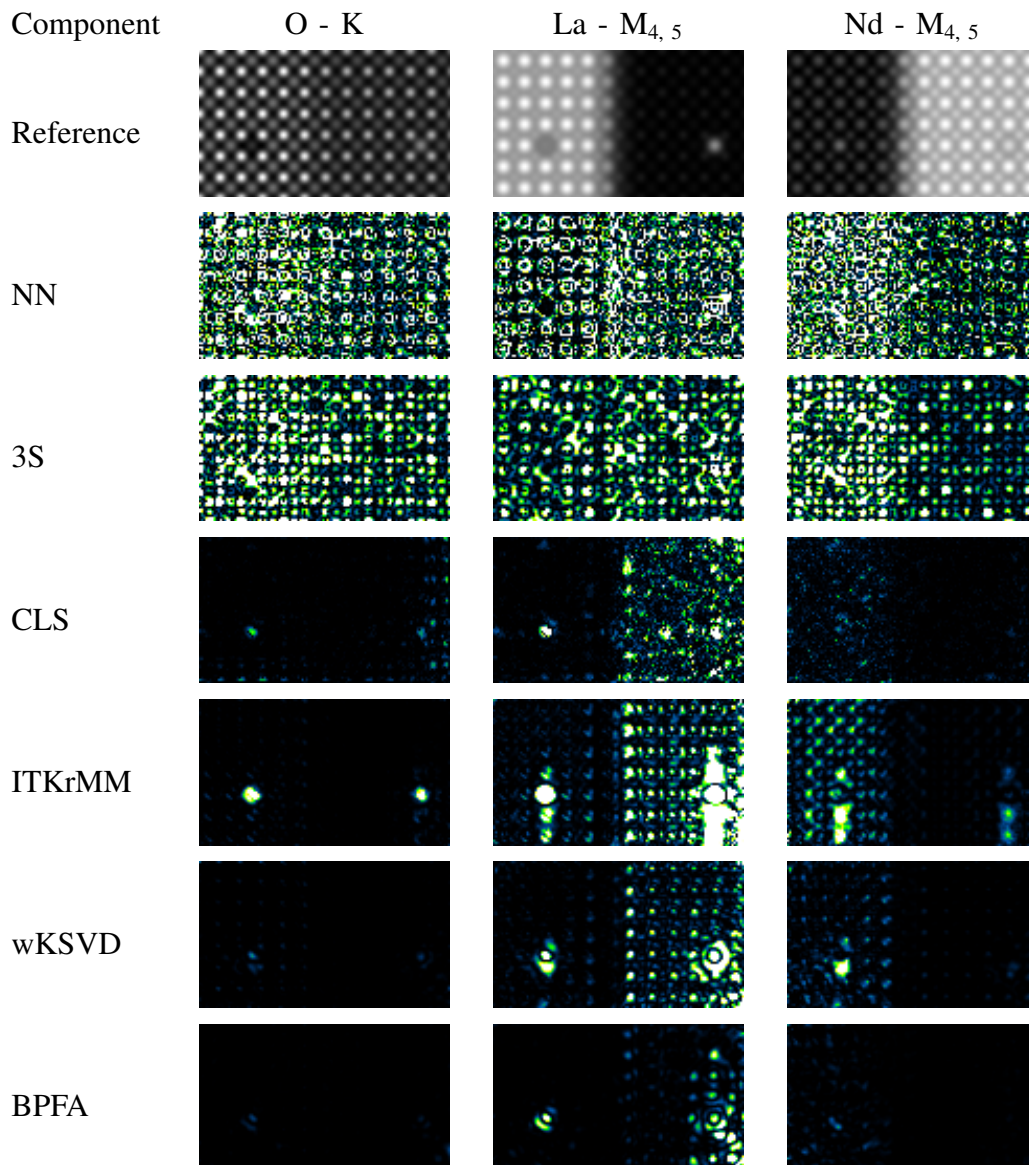 Component O - K La - M4, 5 Nd - M4, 5
Reference
NN
3S
CLS
ITKrMM
wKSVD
BPFA